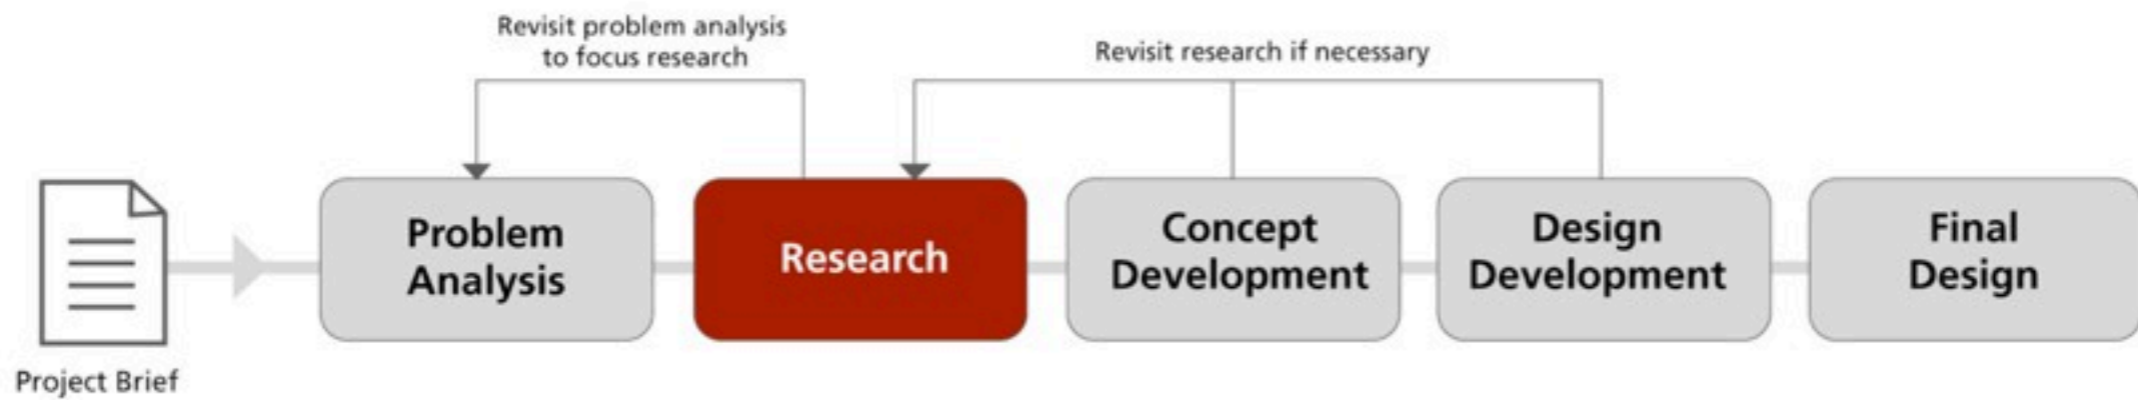 Revisit problem analysis
to focus research
Revisit research if necessary
Problem
Analysis
Research
Concept
Development
Design
Development
Final
Design
Project Brief